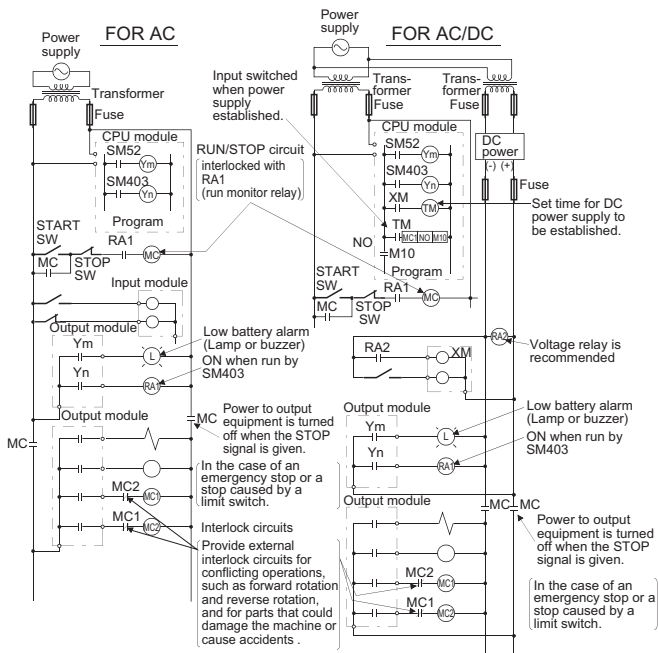 FOR AC
Power
supply
Transformer
Fuse
CPU module
SM52
Ym
SM403
Yn
Program
RUN/STOP circuit
interlocked with
RA1
(run monitor relay)
START
SW
MC
STOP
SW
RA1
MC
Input module
Output module
Ym
L
Yn
RA1
Low battery alarm
(Lamp or buzzer)
ON when run by
SM403
Output module
MC
MC
Power to output
equipment is turned
off when the STOP
signal is given.
In the case of an
emergency stop or a
stop caused by a
limit switch.
MC2
MC1
MC1
MC2
Interlock circuits
Provide external
interlock circuits for
conflicting operations,
such as forward rotation
and reverse rotation,
and for parts that could
damage the machine or
cause accidents .
FOR AC/DC
Power
supply
Trans-
former
Fuse
Trans-
former
Fuse
Input switched
when power
supply
established.
CPU module
SM52
Ym
SM403
Yn
XM
TM
TM
MC1 N0 M10
N0
M10
Program
DC
power
(-) (+)
Fuse
Set time for DC
power supply to
be established.
START
SW
MC
STOP
SW
RA1
MC
RA2
XM
RA2
Voltage relay is
recommended
Output module
Ym
L
Yn
RA1
Low battery alarm
(Lamp or buzzer)
ON when run by
SM403
Output module
MC
MC
Power to output
equipment is turned
off when the STOP
signal is given.
MC2
MC1
MC1
MC2
In the case of an
emergency stop or a
stop caused by a
limit switch.